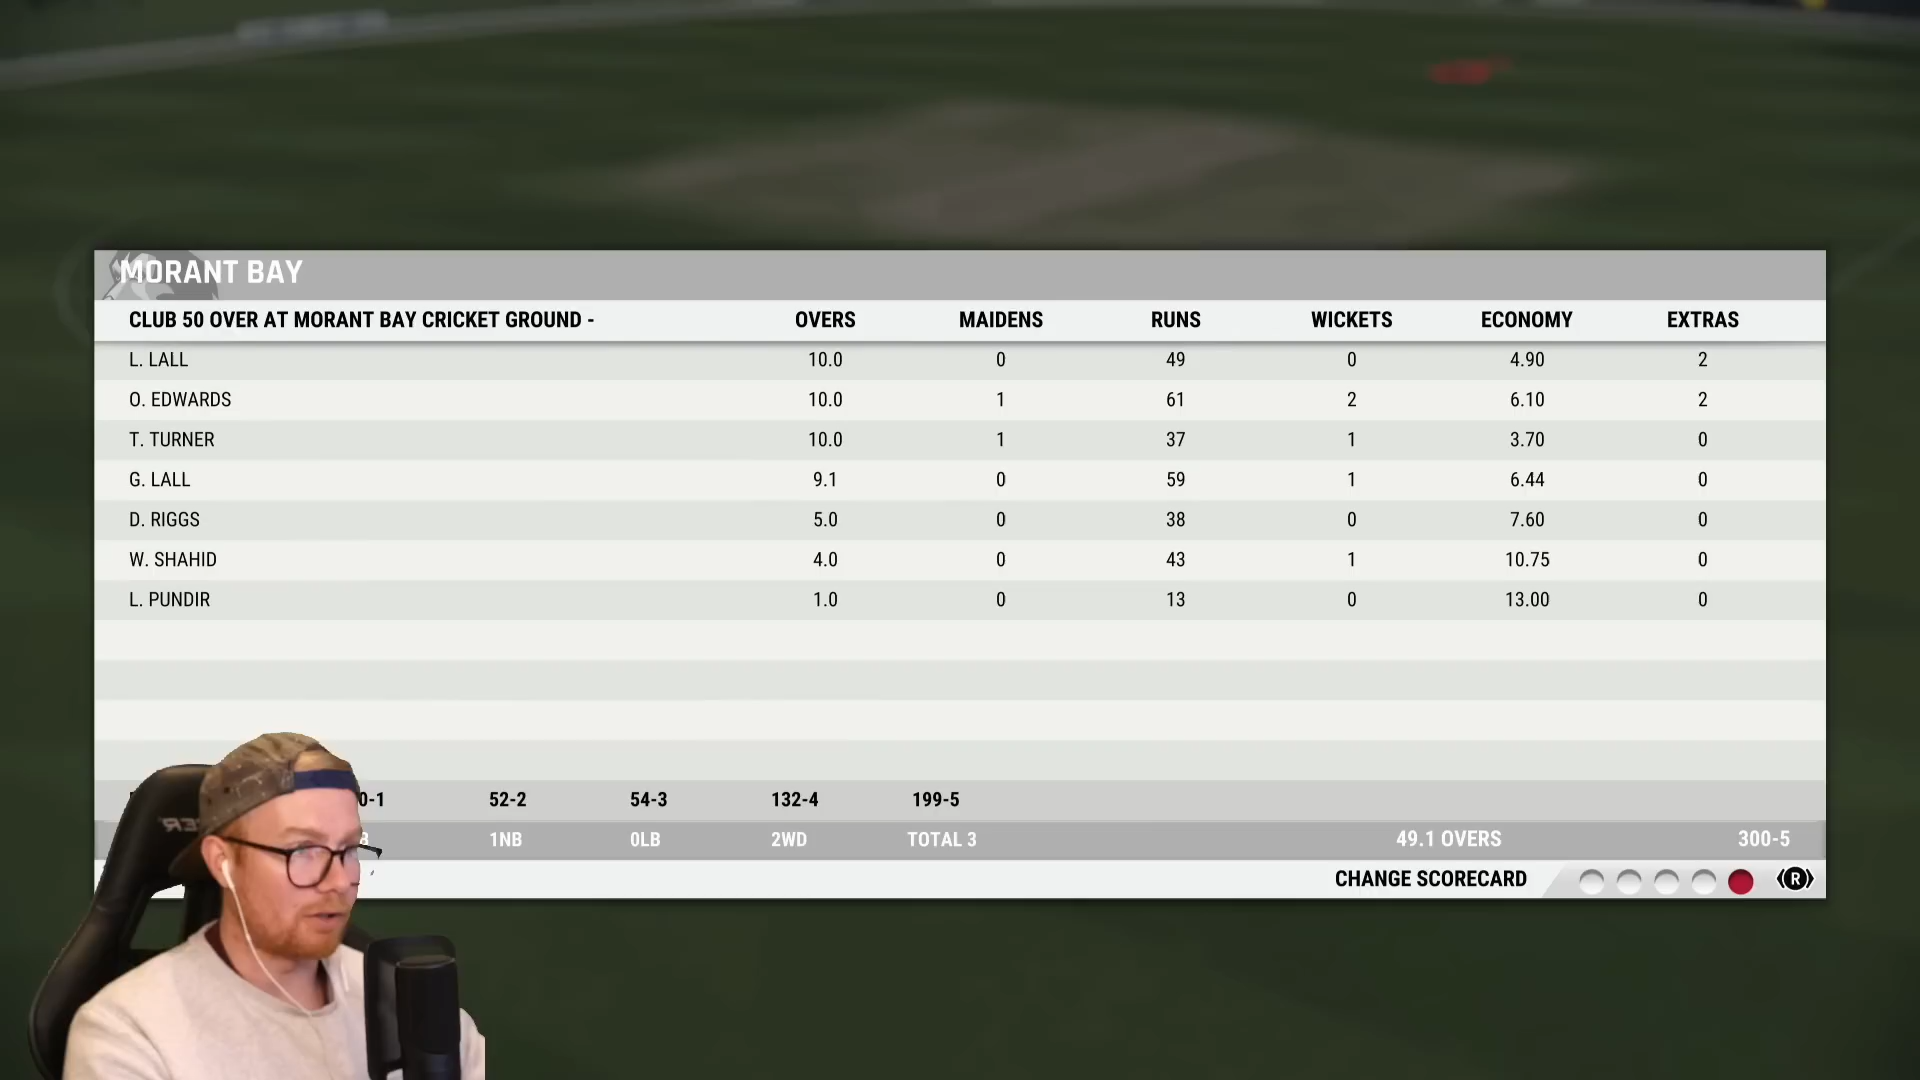 MORANT BAY
CLUB 50 OVER AT MORANT BAY CRICKET GROUND - OVERS MAIDENS RUNS WICKETS ECONOMY EXTRAS
L. LALL 10.0 0 49 0 4.90 2
O. EDWARDS 10.0 1 61 2 6.10 2
T. TURNER 10.0 1 37 1 3.70 0
G. LALL 9.1 0 59 1 6.44 0
D. RIGGS 5.0 0 38 0 7.60 0
W. SHAHID 4.0 0 43 1 10.75 0
L. PUNDIR 1.0 0 13 0 13.00 0
0-1 52-2 54-3 132-4 199-5
1NB 0LB 2WD TOTAL 3 49.1 OVERS 300-5
CHANGE SCORECARD R